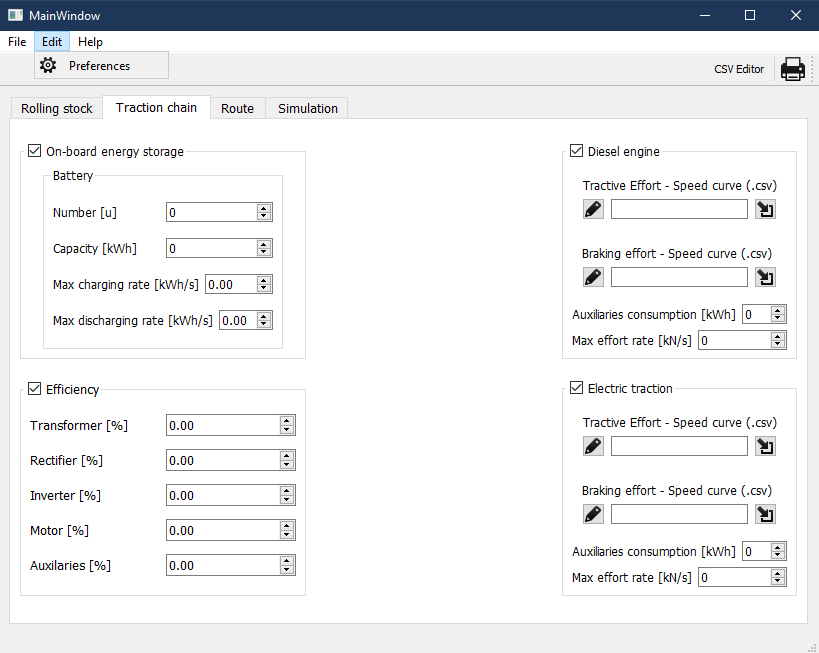 MainWindow
File Edit Help
Preferences
CSV Editor
Rolling stock Traction chain Route Simulation
On-board energy storage
Battery
Number [u] 0
Capacity [kWh] 0
Max charging rate [kWh/s] 0.00
Max discharging rate [kWh/s] 0.00
Efficiency
Transformer [%] 0.00
Rectifier [%] 0.00
Inverter [%] 0.00
Motor [%] 0.00
Auxilaries [%] 0.00
Diesel engine
Tractive Effort - Speed curve (.csv)
Braking effort - Speed curve (.csv)
Auxiliaries consumption [kWh] 0
Max effort rate [kN/s] 0
Electric traction
Tractive Effort - Speed curve (.csv)
Braking effort - Speed curve (.csv)
Auxiliaries consumption [kWh] 0
Max effort rate [kN/s] 0